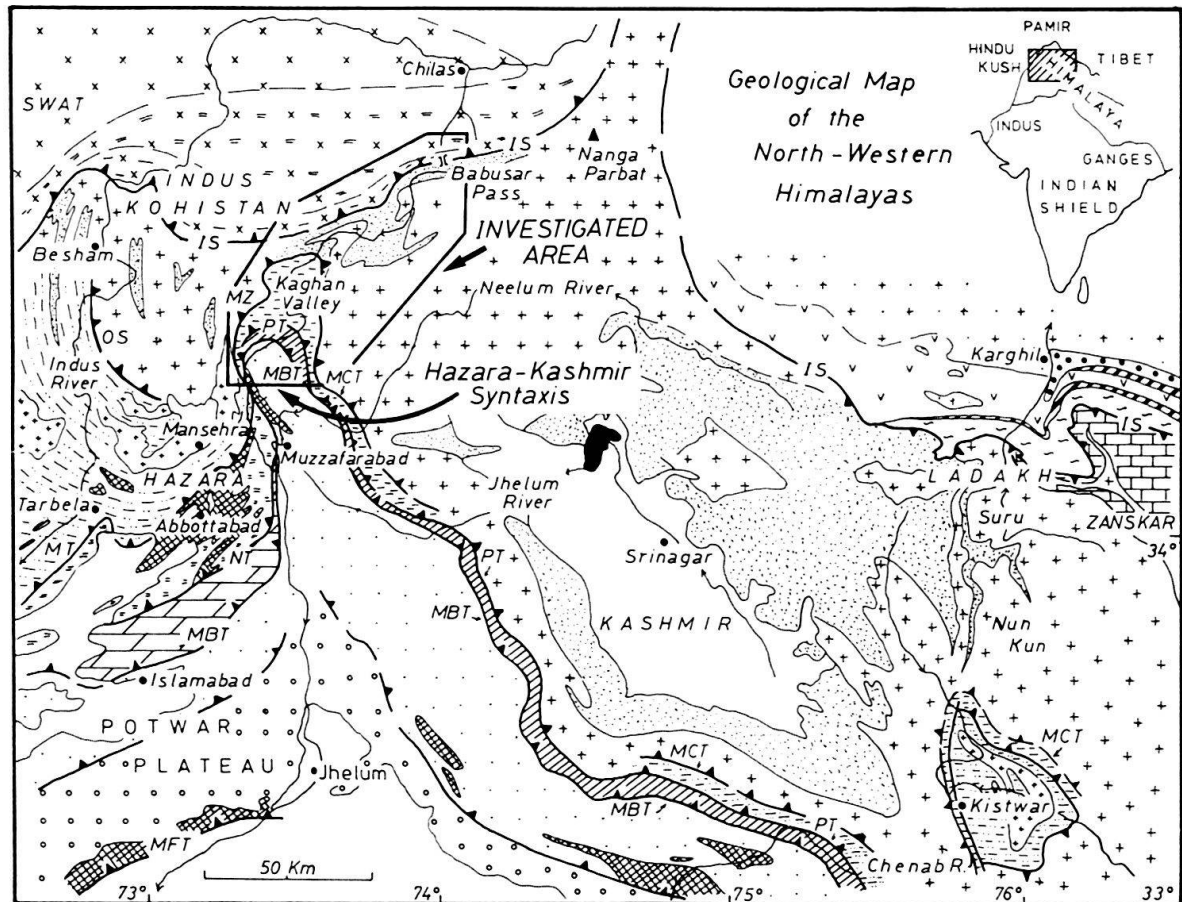 Geological Map
of the
North-Western
Himalayas
PAMIR
HINDU
KUSH
TIBET
HIMALAYA
INDUS
GANGES
INDIAN
SHIELD
Chilas
SWAT
IS
Nanga
Parbat
Babusar
Pass
INDUS
KOHISTAN
IS
INVESTIGATED
AREA
Besham
Kaghan
Valley
Neelum River
MZ
PT
OS
Indus
River
MBT
MCT
Hazara-Kashmir
Syntaxis
IS
Karghil
IS
Mansehra
Muzzafarabad
HAZARA
Jhelum
River
LADAKH
Tarbela
Abbottabad
Suru
ZANSKAR
MT
NT
PT
Srinagar
34°
MBT
MBT
KASHMIR
Nun
Kun
Islamabad
POTWAR
PLATEAU
Jhelum
MCT
MCT
MBT
PT
Kistwar
MFT
Chenab R.
50 Km
73°
74°
75°
76°
33°